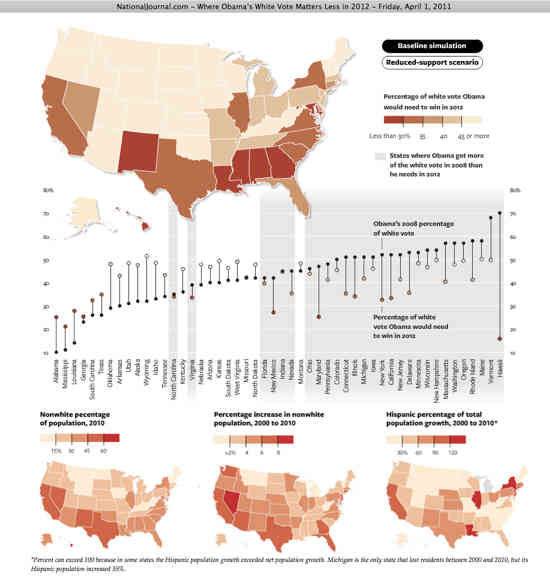 NationalJournal.com – Where Obama's White Vote Matters Less in 2012 – Friday, April 1, 2011
Baseline simulation
Reduced-support scenario
Percentage of white vote Obama
would need to win in 2012
Less than 30% 35 40 45 or more
States where Obama got more
of the white vote in 2008 than
he needs in 2012
80% 80%
70 70
60 60
50 50
40 40
30 30
20 20
10 10
Obama's 2008 percentage
of white vote
Percentage of white
vote Obama would need
to win in 2012
Alabama
Mississippi
Louisiana
Georgia
South Carolina
Texas
Oklahoma
Arkansas
Utah
Alaska
Wyoming
Idaho
Tennessee
North Carolina
Kentucky
Virginia
Nebraska
Arizona
Kansas
South Dakota
West Virginia
Missouri
North Dakota
Florida
New Mexico
Indiana
Nevada
Montana
Ohio
Maryland
Pennsylvania
Colorado
Connecticut
Illinois
Michigan
Iowa
New York
California
New Jersey
Delaware
Minnesota
Wisconsin
New Hampshire
Massachusetts
Washington
Oregon
Rhode Island
Maine
Vermont
Hawaii
Nonwhite pecentage
of population, 2010
15% 30 45 60
Percentage increase in nonwhite
population, 2000 to 2010
<2% 4 6 8
Hispanic percentage of total
population growth, 2000 to 2010*
30% 60 90 120
*Percent can exceed 100 because in some states the Hispanic population growth exceeded net population growth. Michigan is the only state that lost residents between 2000 and 2010, but its
Hispanic population increased 35%.